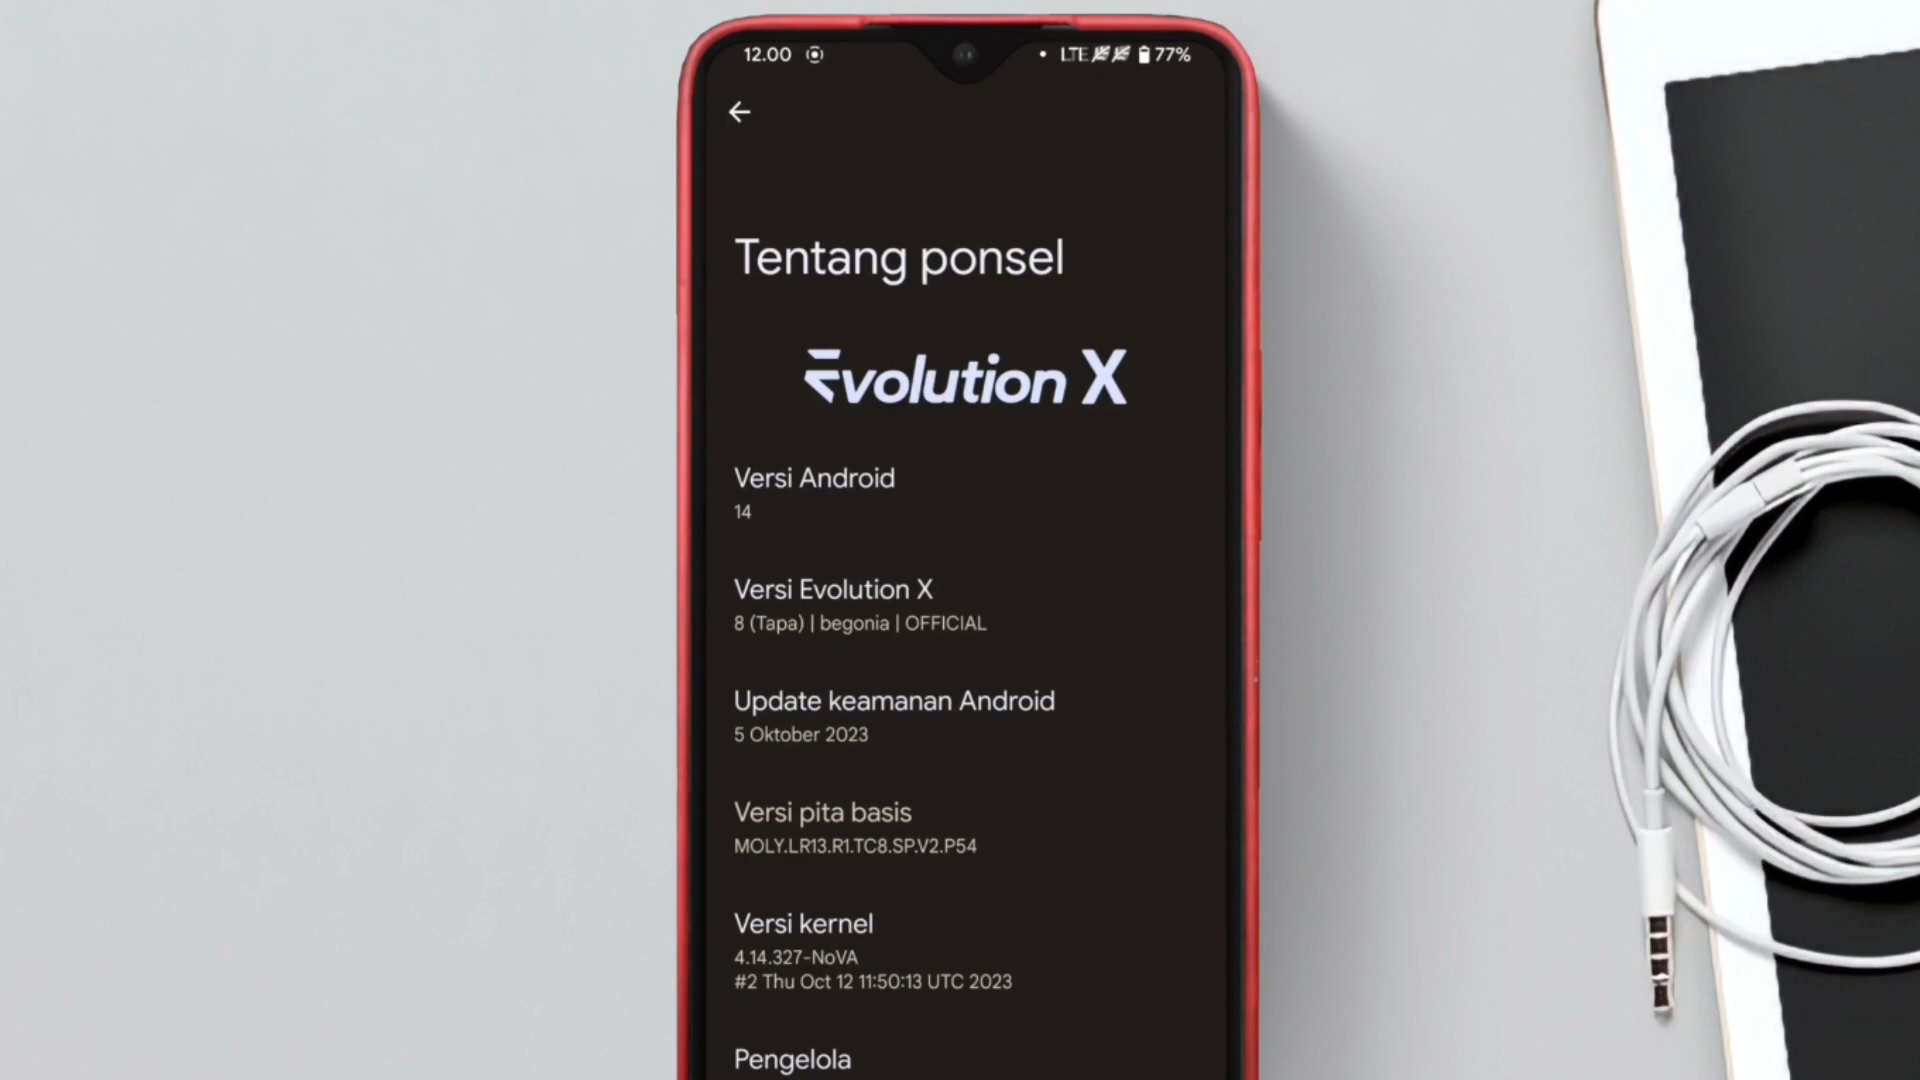 12.00
LTE 77%
Tentang ponsel
Evolution X
Versi Android
14
Versi Evolution X
8 (Tapa) | begonia | OFFICIAL
Update keamanan Android
5 Oktober 2023
Versi pita basis
MOLY.LR13.R1.TC8.SP.V2.P54
Versi kernel
4.14.327-NoVA
#2 Thu Oct 12 11:50:13 UTC 2023
Pengelola